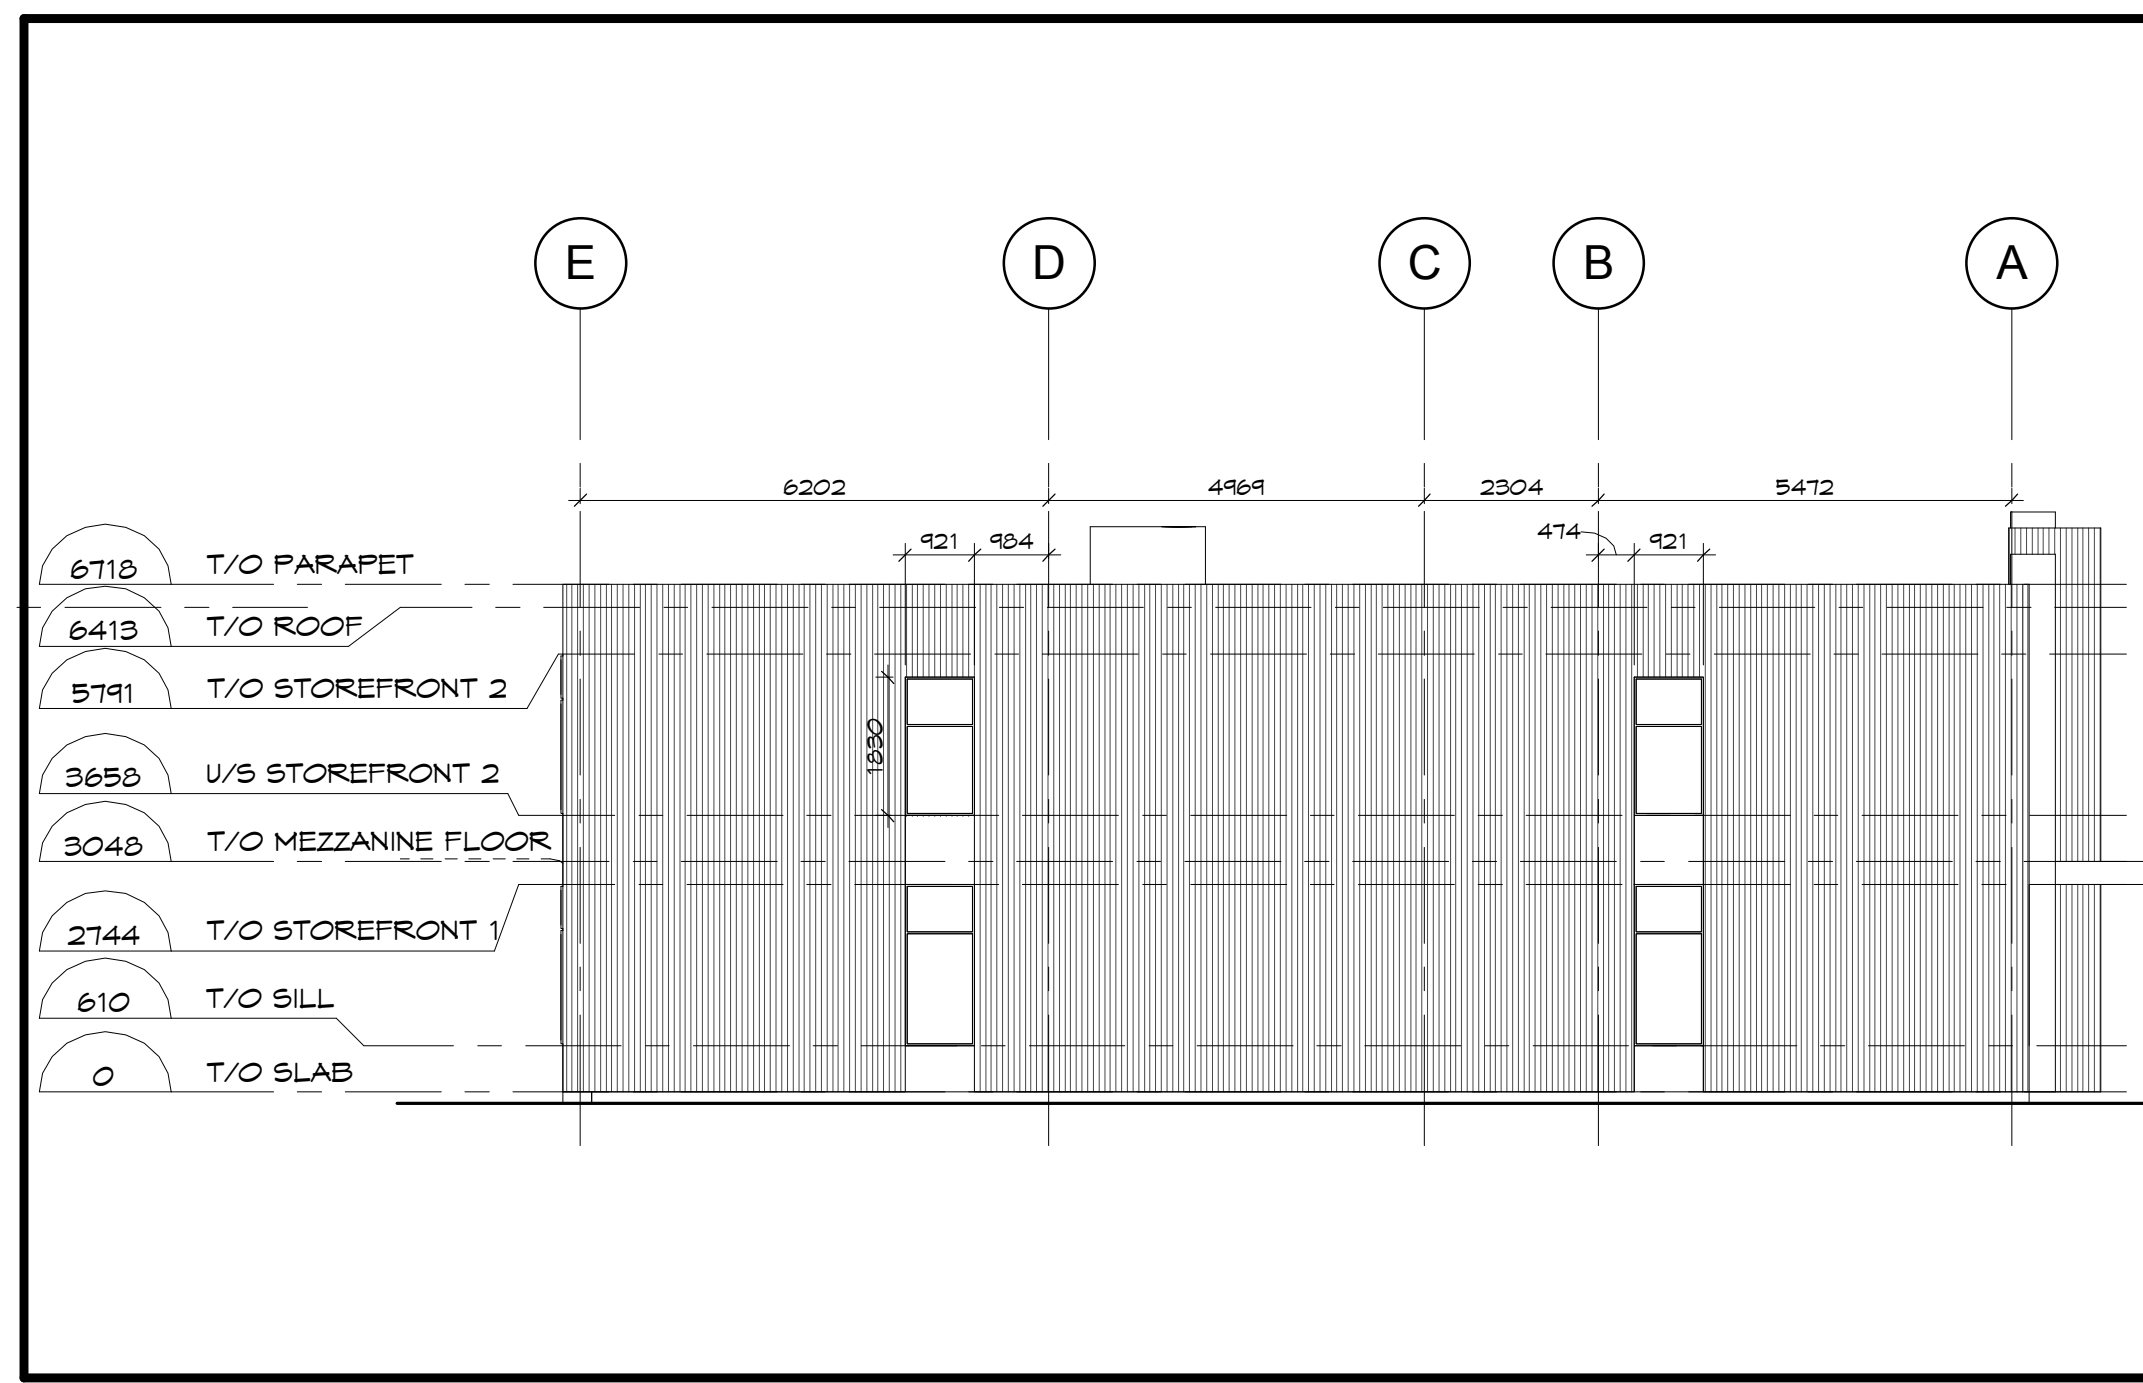 E D C B A
6202 4969 2304 5472
921 984 474 921
6718 T/O PARAPET
6413 T/O ROOF
5791 T/O STOREFRONT 2
1830
3658 U/S STOREFRONT 2
3048 T/O MEZZANINE FLOOR
2744 T/O STOREFRONT 1
610 T/O SILL
0 T/O SLAB